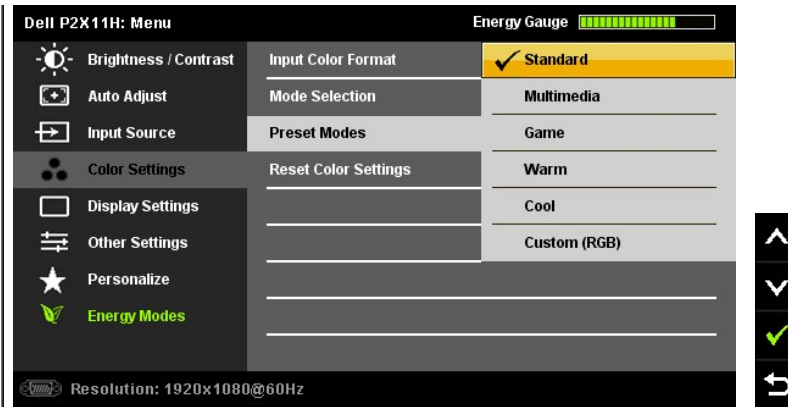 Dell P2X11H: Menu
Energy Gauge
Brightness / Contrast
Auto Adjust
Input Source
Color Settings
Display Settings
Other Settings
Personalize
Energy Modes
Input Color Format
Mode Selection
Preset Modes
Reset Color Settings
Standard
Multimedia
Game
Warm
Cool
Custom (RGB)
Resolution: 1920x1080@60Hz